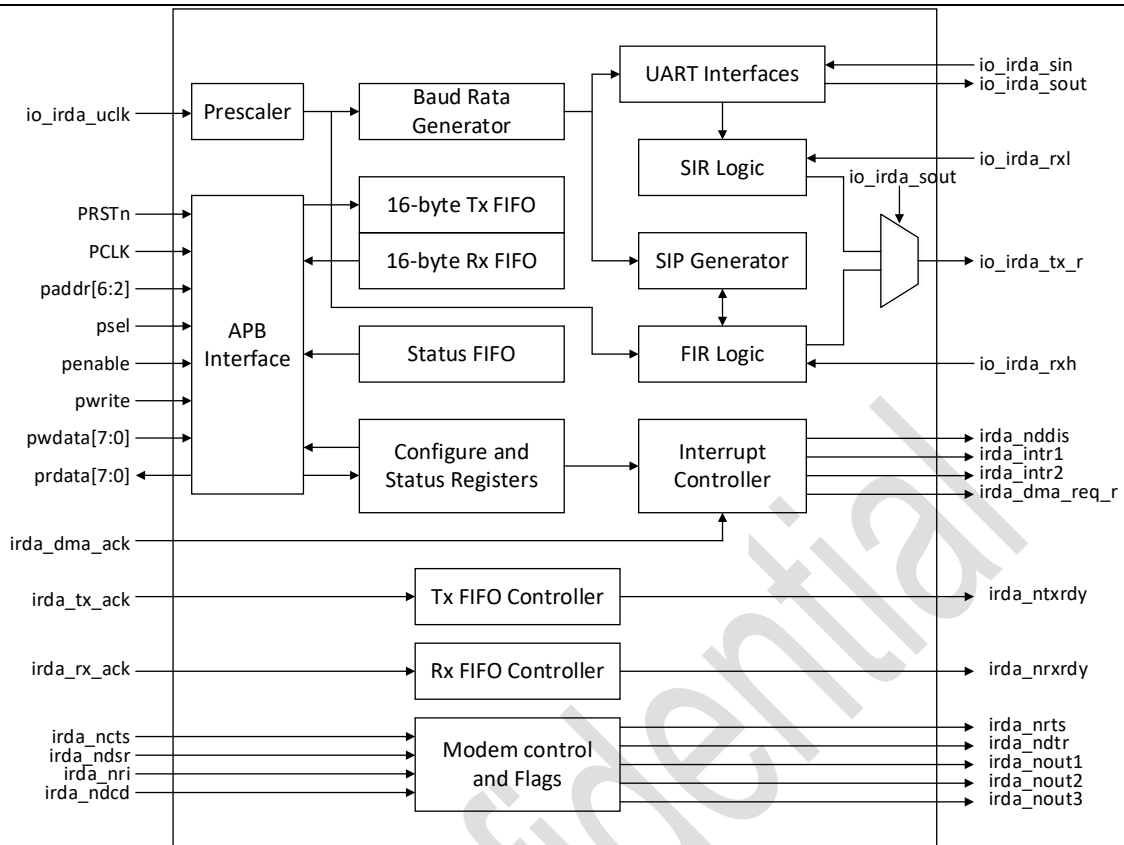 io_irda_uclk
Prescaler
Baud Rata
Generator
UART Interfaces
io_irda_sin
io_irda_sout
SIR Logic
io_irda_rxl
io_irda_sout
PRSTn
PCLK
paddr[6:2]
psel
penable
pwrite
pwdata[7:0]
prdata[7:0]
APB
Interface
16-byte Tx FIFO
16-byte Rx FIFO
Status FIFO
Configure and
Status Registers
SIP Generator
FIR Logic
io_irda_tx_r
io_irda_rxh
Interrupt
Controller
irda_nddis
irda_intr1
irda_intr2
irda_dma_req_r
irda_dma_ack
irda_tx_ack
Tx FIFO Controller
irda_ntxrdy
irda_rx_ack
Rx FIFO Controller
irda_nrxrdy
irda_ncts
irda_ndsr
irda_nri
irda_ndcd
Modem control
and Flags
irda_nrts
irda_ndtr
irda_nout1
irda_nout2
irda_nout3
fidential